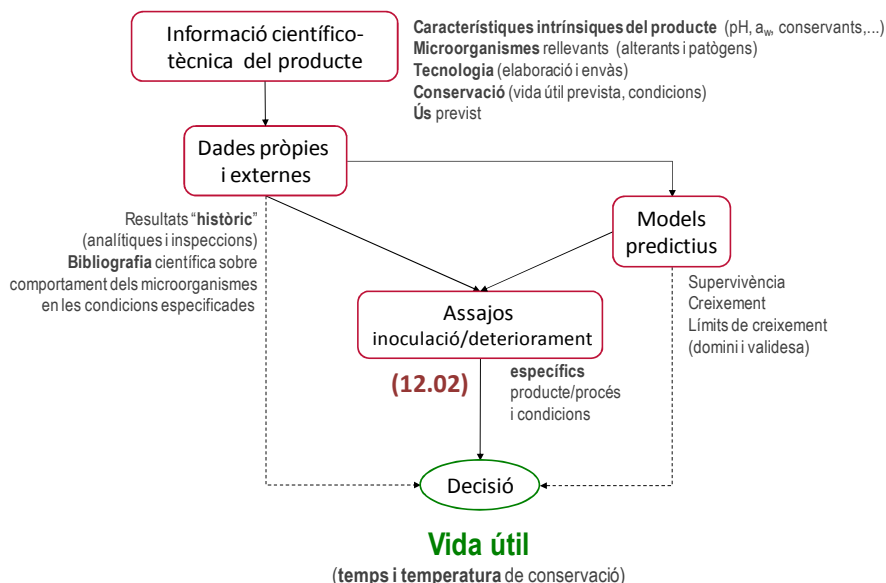 Informació científico-
tècnica del producte
Característiques intrínsiques del producte (pH, aw, conservants,...)
Microorganismes rellevants (alterants i patògens)
Tecnologia (elaboració i envàs)
Conservació (vida útil prevista, condicions)
Ús previst
Dades pròpies
i externes
Models
predictius
Resultats “històric”
(analítiques i inspeccions)
Bibliografia científica sobre
comportament dels microorganismes
en les condicions especificades
Supervivència
Creixement
Límits de creixement
(domini i validesa)
Assajos
inoculació/deteriorament
(12.02)
específics
producte/procés
i condicions
Decisió
Vida útil
(temps i temperatura de conservació)